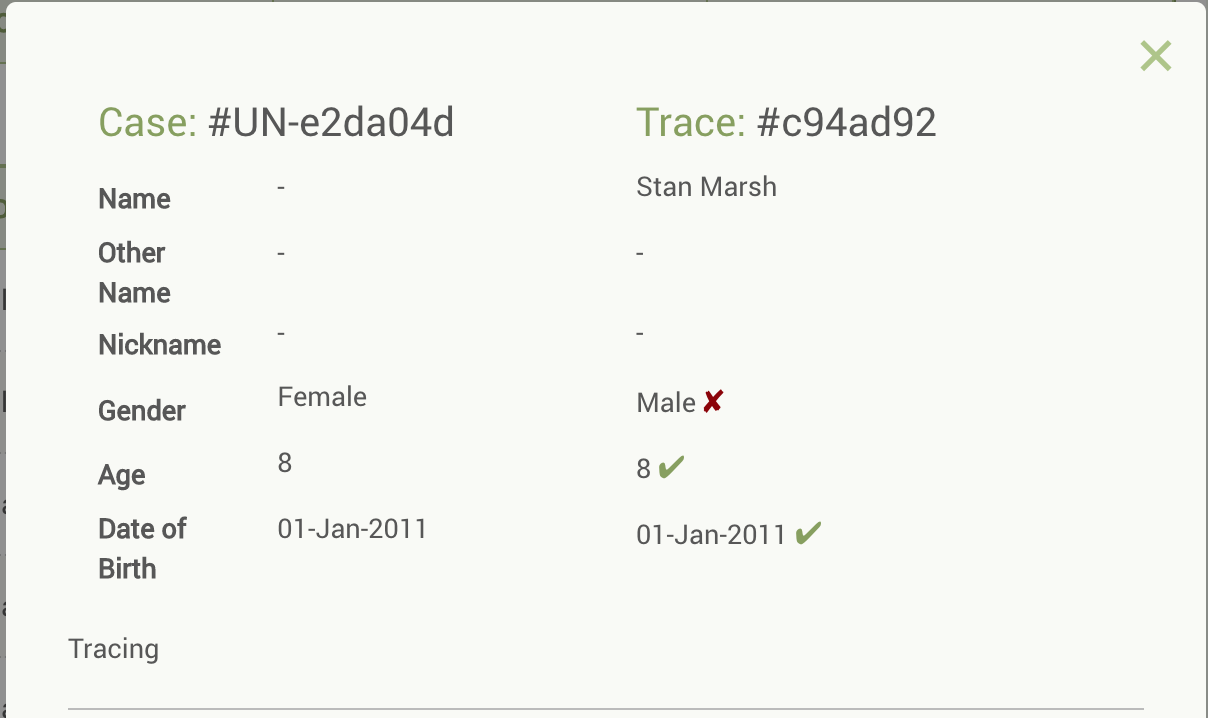 Case: #UN-e2da04d Trace: #c94ad92
Name - Stan Marsh
Other
Name - -
Nickname - -
Gender Female Male ✘
Age 8 8 ✔
Date of
Birth 01-Jan-2011 01-Jan-2011 ✔
Tracing